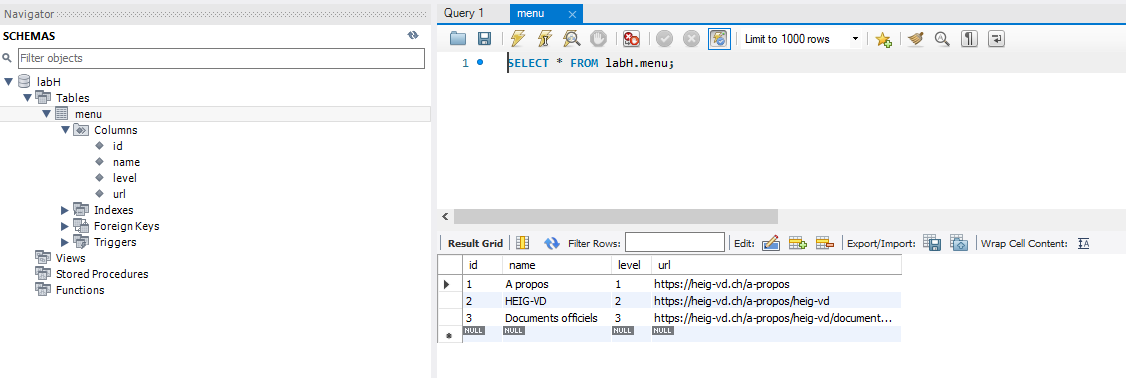 Navigator
SCHEMAS
Filter objects
labH
Tables
menu
Columns
id
name
level
url
Indexes
Foreign Keys
Triggers
Views
Stored Procedures
Functions
Query 1
menu
Limit to 1000 rows
1 SELECT * FROM labH.menu;
Result Grid Filter Rows: Edit: Export/Import: Wrap Cell Content:
id name level url
1 A propos 1 https://heig-vd.ch/a-propos
2 HEIG-VD 2 https://heig-vd.ch/a-propos/heig-vd
3 Documents officiels 3 https://heig-vd.ch/a-propos/heig-vd/document...
NULL NULL NULL NULL